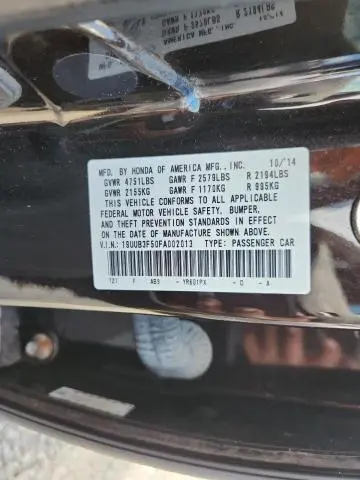 MFD. BY HONDA OF AMERICA MFG., INC. 10/14
GVWR 4751LBS GAWR F 2579LBS R 2194LBS
GVWR 2155KG GAWR F 1170KG R 995KG
THIS VEHICLE CONFORMS TO ALL APPLICABLE
FEDERAL MOTOR VEHICLE SAFETY, BUMPER,
AND THEFT PREVENTION STANDARDS IN EFFECT
ON THE DATE OF MANUFACTURE SHOWN ABOVE.
V.I.N.: 19UUB3F50FA002013 TYPE: PASSENGER CAR
F AB9 - YR601PX - D - A